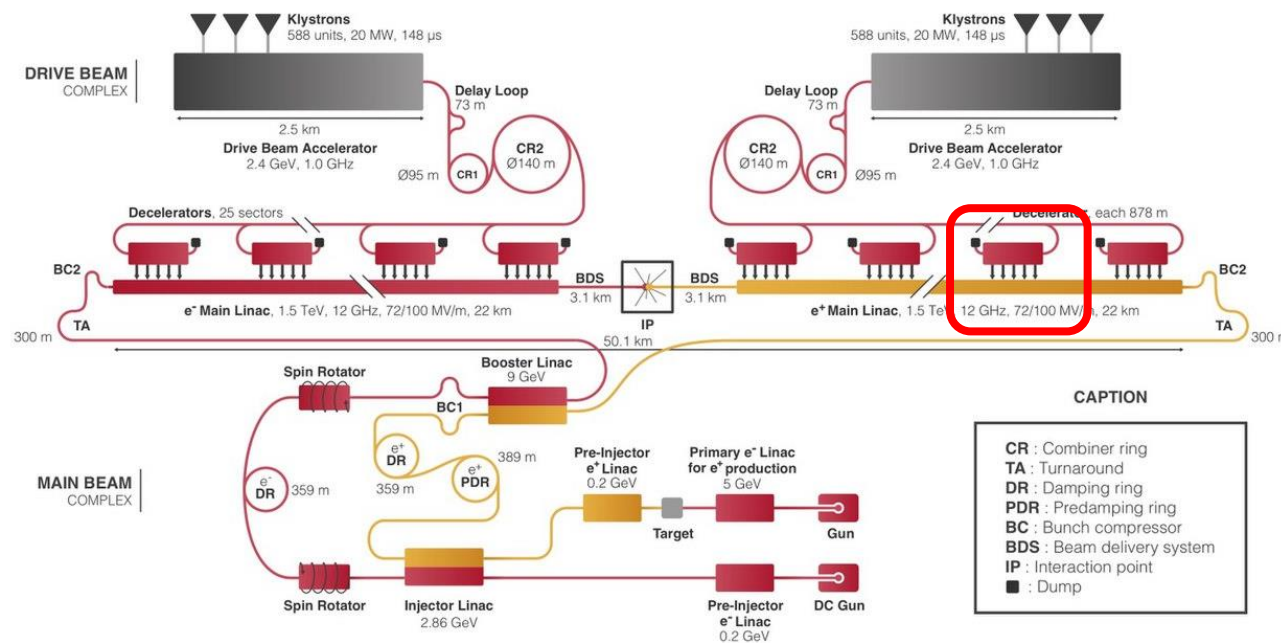 Klystrons
588 units, 20 MW, 148 µs
Klystrons
588 units, 20 MW, 148 µs
DRIVE BEAM
COMPLEX
Delay Loop
73 m
Delay Loop
73 m
2.5 km
Drive Beam Accelerator
2.4 GeV, 1.0 GHz
CR2
Ø140 m
CR1
Ø95 m
CR2
Ø140 m
CR1
Ø95 m
2.5 km
Drive Beam Accelerator
2.4 GeV, 1.0 GHz
Decelerators, 25 sectors
Decelerator, each 878 m
BC2
BDS
3.1 km
IP
BDS
3.1 km
BC2
e⁻ Main Linac, 1.5 TeV, 12 GHz, 72/100 MV/m, 22 km
e⁺ Main Linac, 1.5 TeV, 12 GHz, 72/100 MV/m, 22 km
TA
300 m
TA
300 m
50.1 km
Booster Linac
9 GeV
Spin Rotator
BC1
MAIN BEAM
COMPLEX
e⁻
DR
359 m
e⁺
DR
359 m
e⁺
PDR
389 m
Pre-Injector
e⁺ Linac
0.2 GeV
Target
Primary e⁻ Linac
for e⁺ production
5 GeV
Gun
Spin Rotator
Injector Linac
2.86 GeV
Pre-Injector
e⁻ Linac
0.2 GeV
DC Gun
CAPTION
CR : Combiner ring
TA : Turnaround
DR : Damping ring
PDR : Predamping ring
BC : Bunch compressor
BDS : Beam delivery system
IP : Interaction point
: Dump